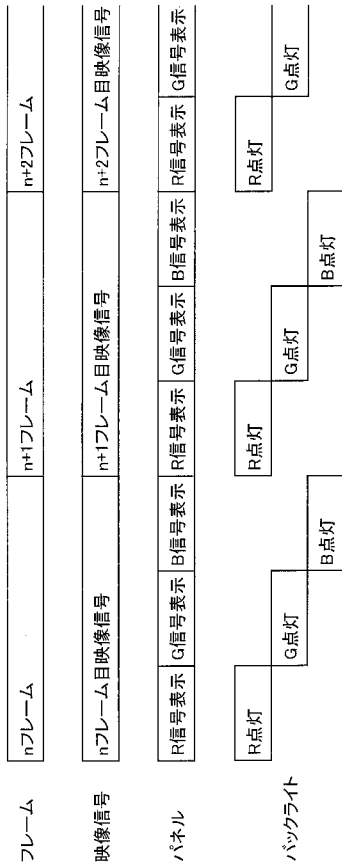 フレーム
nフレーム
n+1フレーム
n+2フレーム
映像信号
nフレーム目映像信号
n+1フレーム目映像信号
n+2フレーム目映像信号
パネル
R信号表示
G信号表示
B信号表示
R信号表示
G信号表示
B信号表示
R信号表示
G信号表示
バックライト
R点灯
G点灯
B点灯
R点灯
G点灯
B点灯
R点灯
G点灯